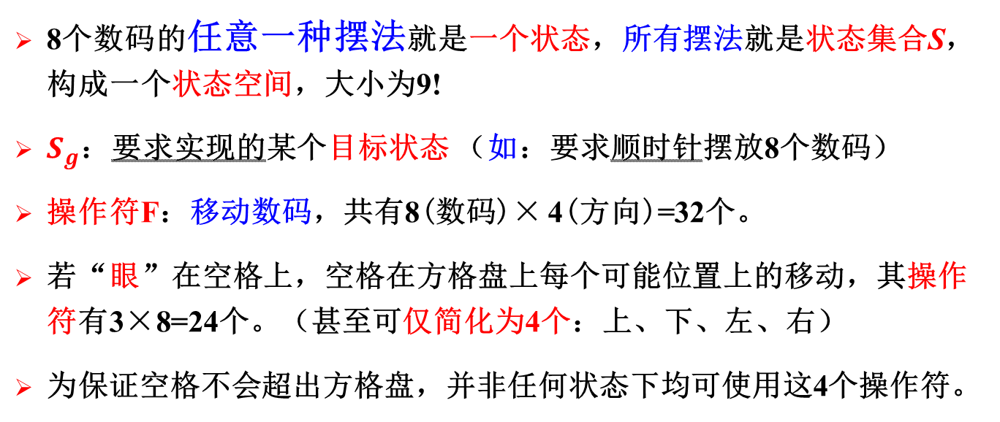 ➢ 8个数码的任意一种摆法就是一个状态，所有摆法就是状态集合S，
构成一个状态空间，大小为9!
➢ S_g：要求实现的某个目标状态（如：要求顺时针摆放8个数码）
➢ 操作符F：移动数码，共有8(数码)× 4(方向)=32个。
➢ 若“眼”在空格上，空格在方格盘上每个可能位置上的移动，其操作
符有3×8=24个。（甚至可仅简化为4个：上、下、左、右）
➢ 为保证空格不会超出方格盘，并非任何状态下均可使用这4个操作符。